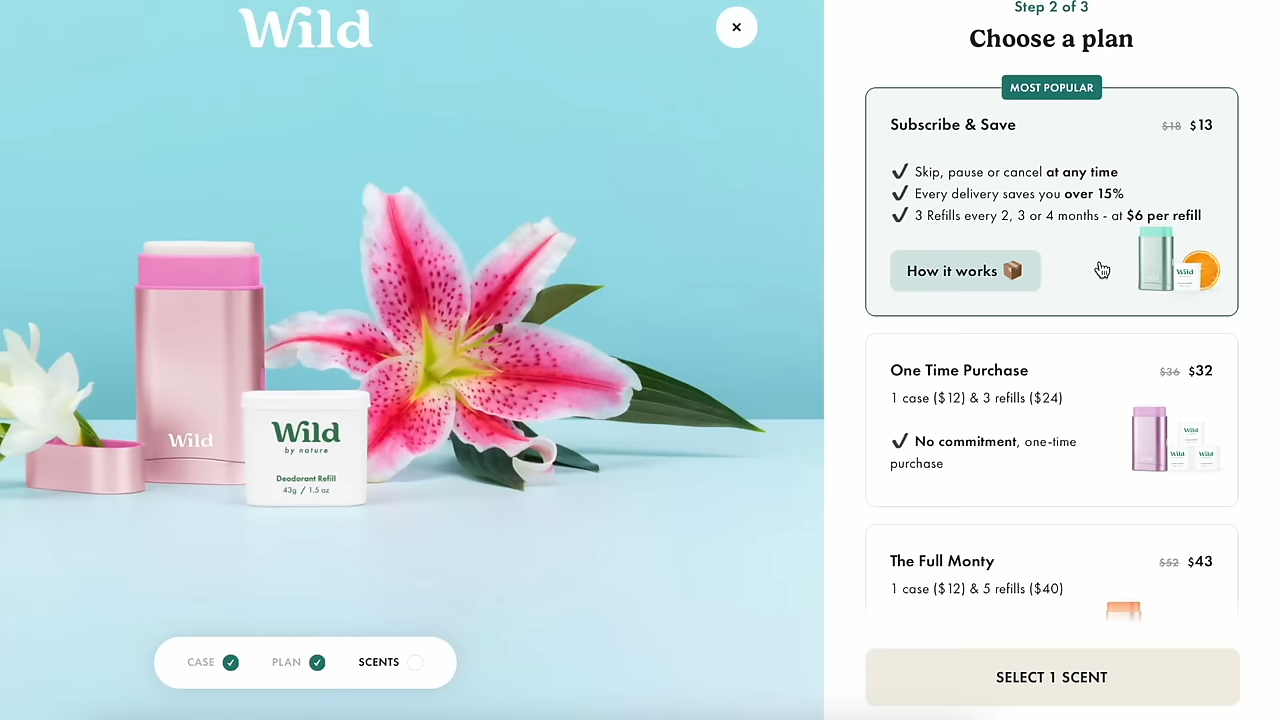 Wild
Wild
Wild
by nature
Deodorant Refill
43g / 1.5 oz
CASE
PLAN
SCENTS
Step 2 of 3
Choose a plan
MOST POPULAR
Subscribe & Save
$18 $13
Skip, pause or cancel at any time
Every delivery saves you over 15%
3 Refills every 2, 3 or 4 months - at $6 per refill
How it works
Wild
One Time Purchase
$36 $32
1 case ($12) & 3 refills ($24)
No commitment, one-time
purchase
Wild
Wild
Wild
The Full Monty
$52 $43
1 case ($12) & 5 refills ($40)
SELECT 1 SCENT